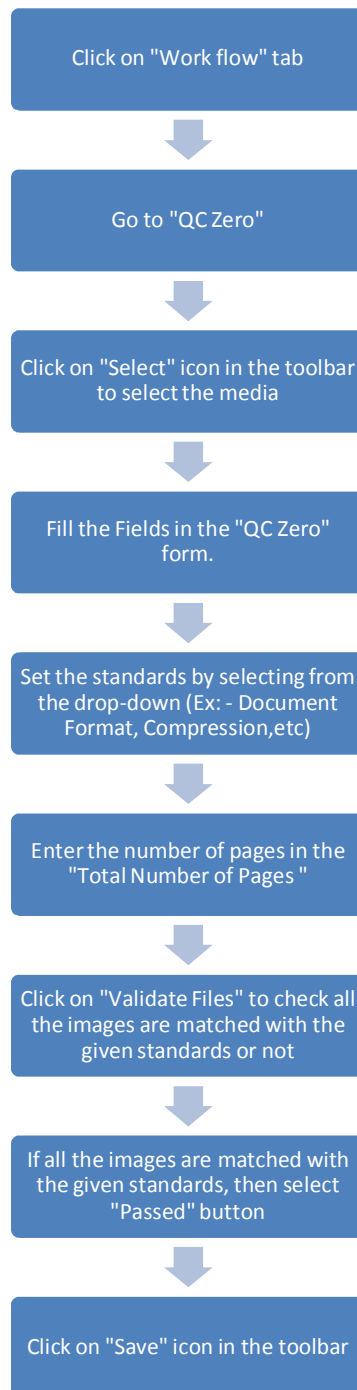 Click on "Work flow" tab
Go to "QC Zero"
Click on "Select" icon in the toolbar
to select the media
Fill the Fields in the "QC Zero"
form.
Set the standards by selecting from
the drop-down (Ex: - Document
Format, Compression,etc)
Enter the number of pages in the
"Total Number of Pages "
Click on "Validate Files" to check all
the images are matched with the
given standards or not
If all the images are matched with
the given standards, then select
"Passed" button
Click on "Save" icon in the toolbar